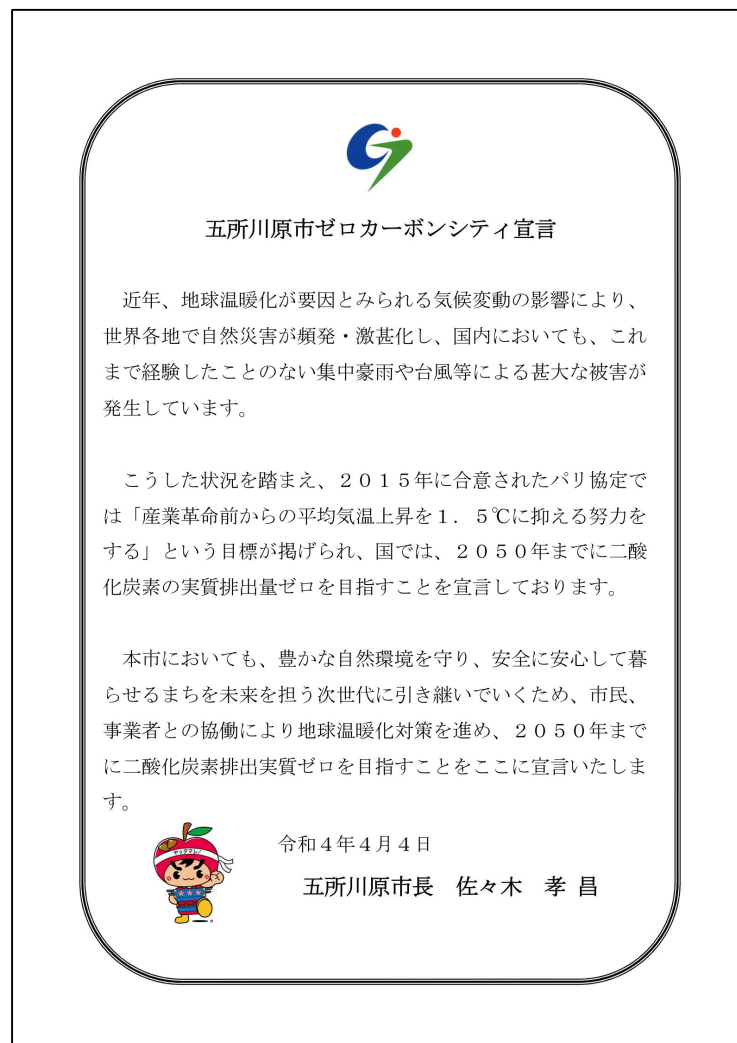 五所川原市ゼロカーボンシティ宣言
近年、地球温暖化が要因とみられる気候変動の影響により、
世界各地で自然災害が頻発・激甚化し、国内においても、これ
まで経験したことのない集中豪雨や台風等による甚大な被害が
発生しています。
こうした状況を踏まえ、２０１５年に合意されたパリ協定で
は「産業革命前からの平均気温上昇を１．５℃に抑える努力を
する」という目標が掲げられ、国では、２０５０年までに二酸
化炭素の実質排出量ゼロを目指すことを宣言しております。
本市においても、豊かな自然環境を守り、安全に安心して暮
らせるまちを未来を担う次世代に引き継いでいくため、市民、
事業者との協働により地球温暖化対策を進め、２０５０年まで
に二酸化炭素排出実質ゼロを目指すことをここに宣言いたしま
す。
ヤッテマレ！
令和４年４月４日
五所川原市長　佐々木　孝昌